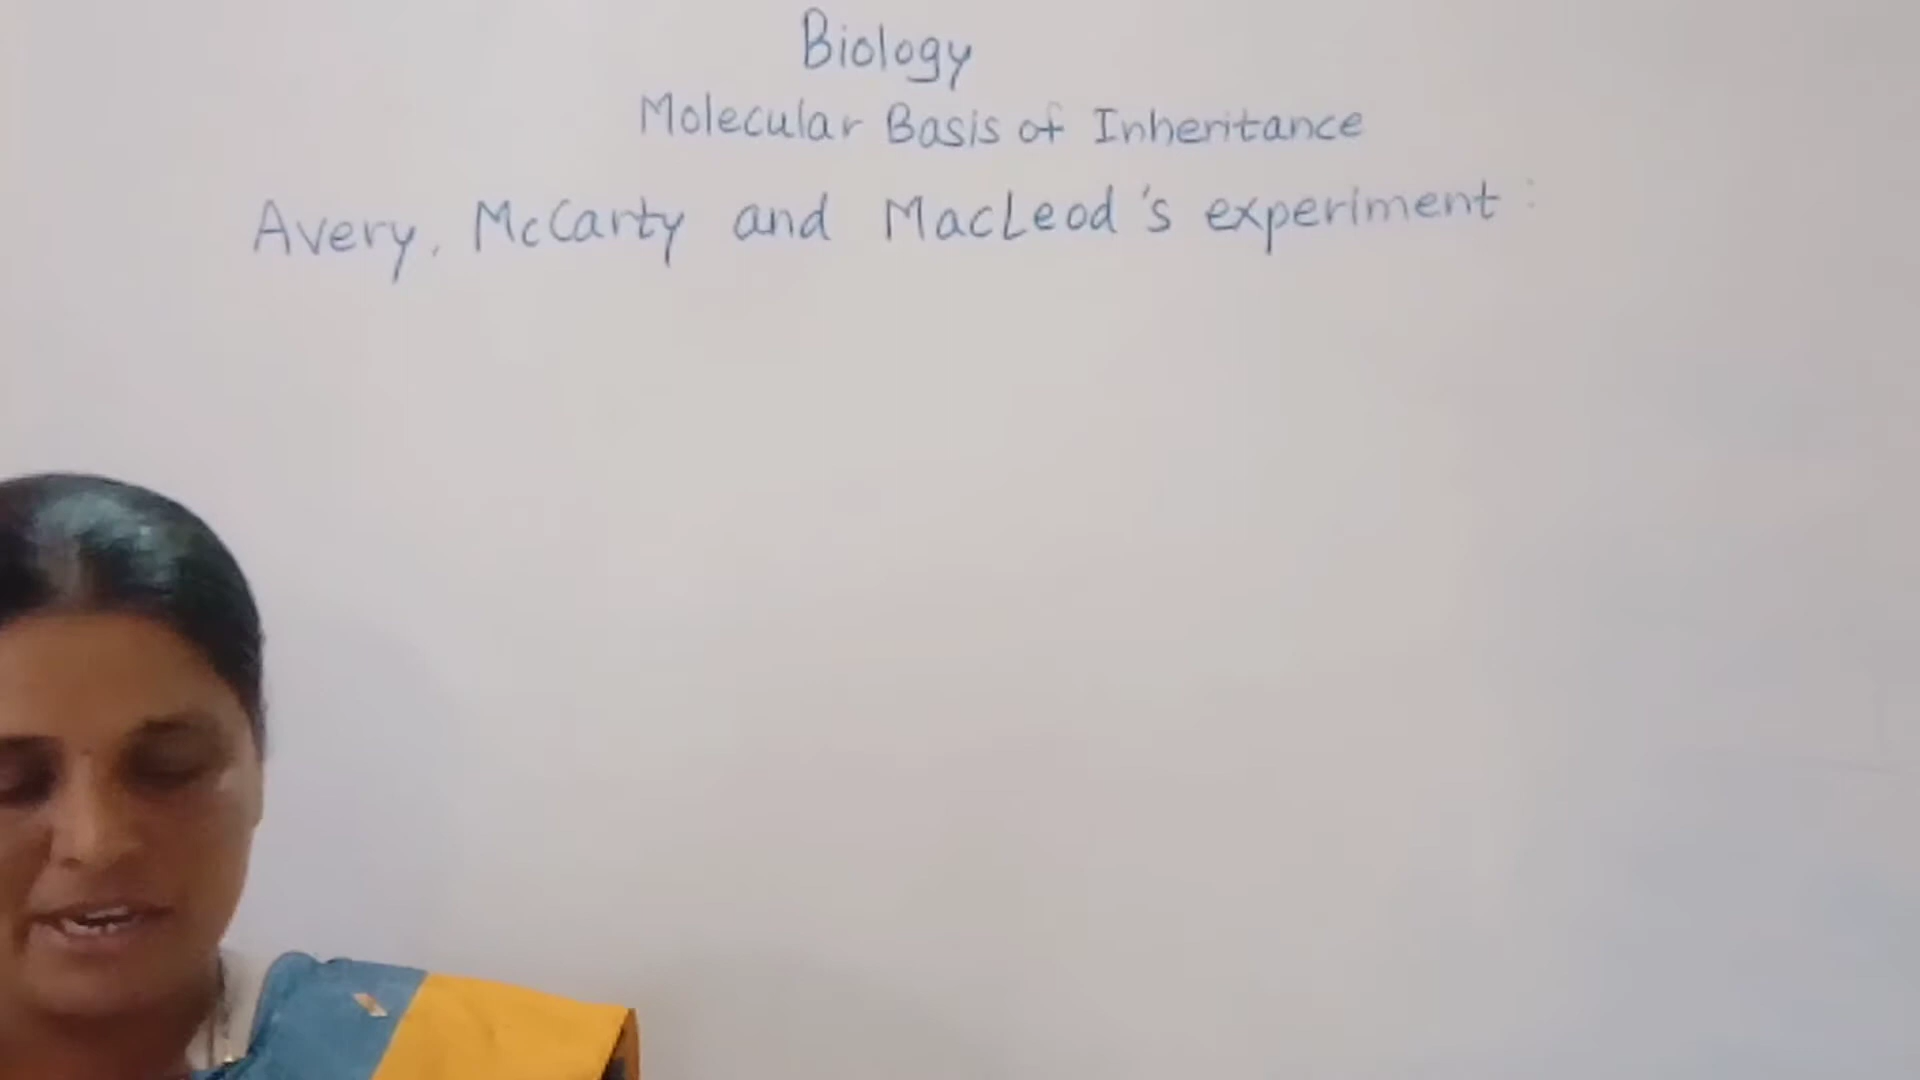 Biology
Molecular Basis of Inheritance
Avery, McCarty and MacLeod's experiment: